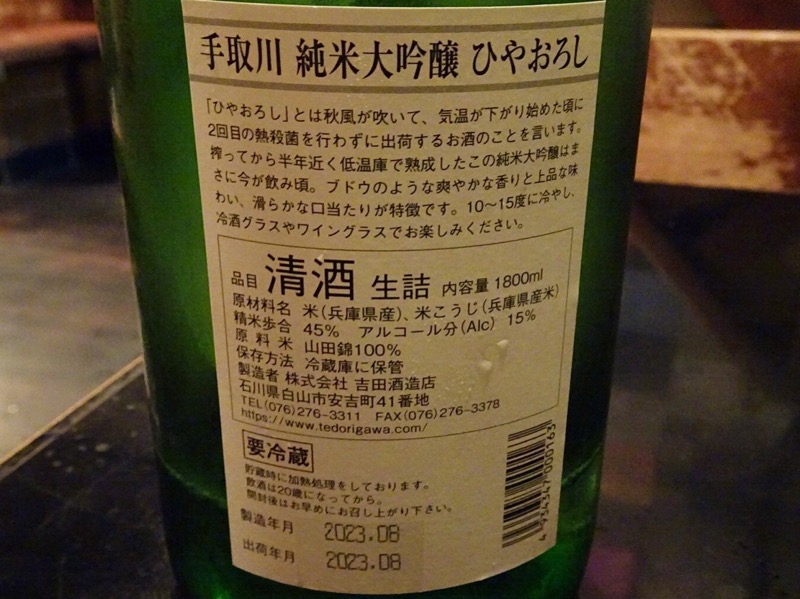 手取川 純米大吟醸 ひやおろし
「ひやおろし」とは秋風が吹いて、気温が下がり始めた頃に
2回目の熱殺菌を行わずに出荷するお酒のことを言います。
搾ってから半年近く低温庫で熟成したこの純米大吟醸はま
さに今が飲み頃。ブドウのような爽やかな香りと上品な味
わい、滑らかな口当たりが特徴です。10〜15度に冷やし、
冷酒グラスやワイングラスでお楽しみください。
品目 清酒 生詰 内容量 1800ml
原材料名 米(兵庫県産)、米こうじ(兵庫県産米)
精米歩合 45% アルコール分(Alc) 15%
原料米 山田錦100%
保存方法 冷蔵庫に保管
製造者 株式会社 吉田酒造店
石川県白山市安吉町41番地
TEL(076)276-3311 FAX(076)276-3378
https://www.tedorigawa.com/
要冷蔵
貯蔵時に加熱処理をしております。
飲酒は20歳になってから。
開封後はお早めにお召し上がり下さい。
製造年月 2023.08
出荷年月 2023.08
4 934347 000163